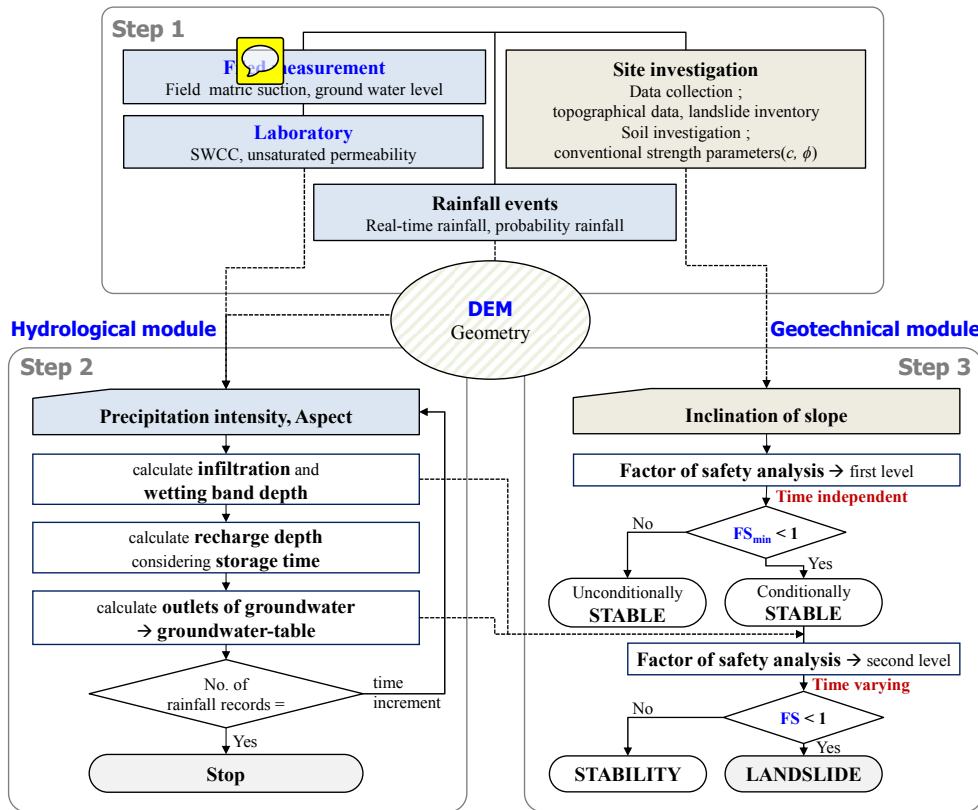 Step 1
measurement
Field matric suction, ground water level
Laboratory
SWCC, unsaturated permeability
Site investigation
Data collection ;
topographical data, landslide inventory
Soil investigation ;
conventional strength parameters(c, ϕ)
Rainfall events
Real-time rainfall, probability rainfall
DEM
Geometry
Hydrological module
Geotechnical module
Step 2
Precipitation intensity, Aspect
calculate infiltration and
wetting band depth
calculate recharge depth
considering storage time
calculate outlets of groundwater
→ groundwater-table
No. of
rainfall records =
time
increment
Yes
Stop
Step 3
Inclination of slope
Factor of safety analysis → first level
Time independent
No
FSmin < 1
Yes
Unconditionally
STABLE
Conditionally
STABLE
Factor of safety analysis → second level
Time varying
No
FS < 1
Yes
STABILITY
LANDSLIDE